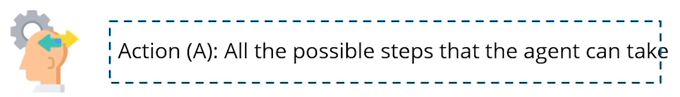 Action (A): All the possible steps that the agent can take